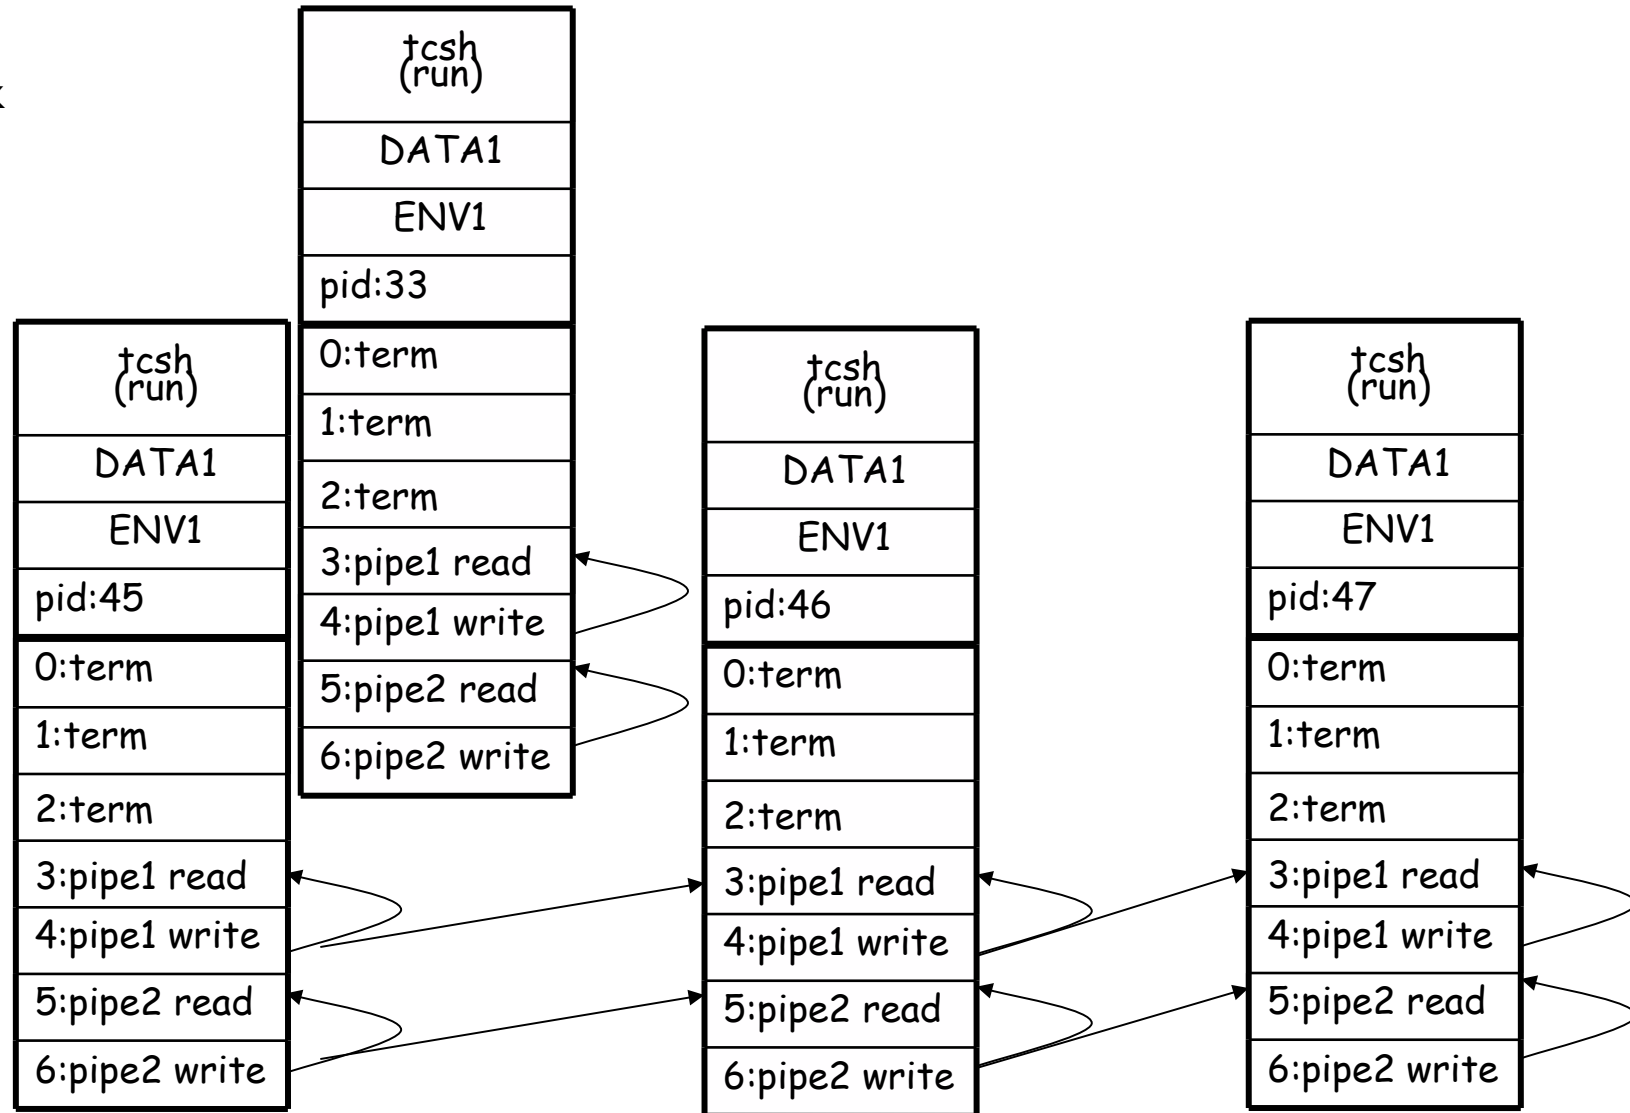 tcsh
(run)
DATA1
ENV1
pid:33
0:term
1:term
2:term
3:pipe1 read
4:pipe1 write
5:pipe2 read
6:pipe2 write
tcsh
(run)
DATA1
ENV1
pid:45
0:term
1:term
2:term
3:pipe1 read
4:pipe1 write
5:pipe2 read
6:pipe2 write
tcsh
(run)
DATA1
ENV1
pid:46
0:term
1:term
2:term
3:pipe1 read
4:pipe1 write
5:pipe2 read
6:pipe2 write
tcsh
(run)
DATA1
ENV1
pid:47
0:term
1:term
2:term
3:pipe1 read
4:pipe1 write
5:pipe2 read
6:pipe2 write